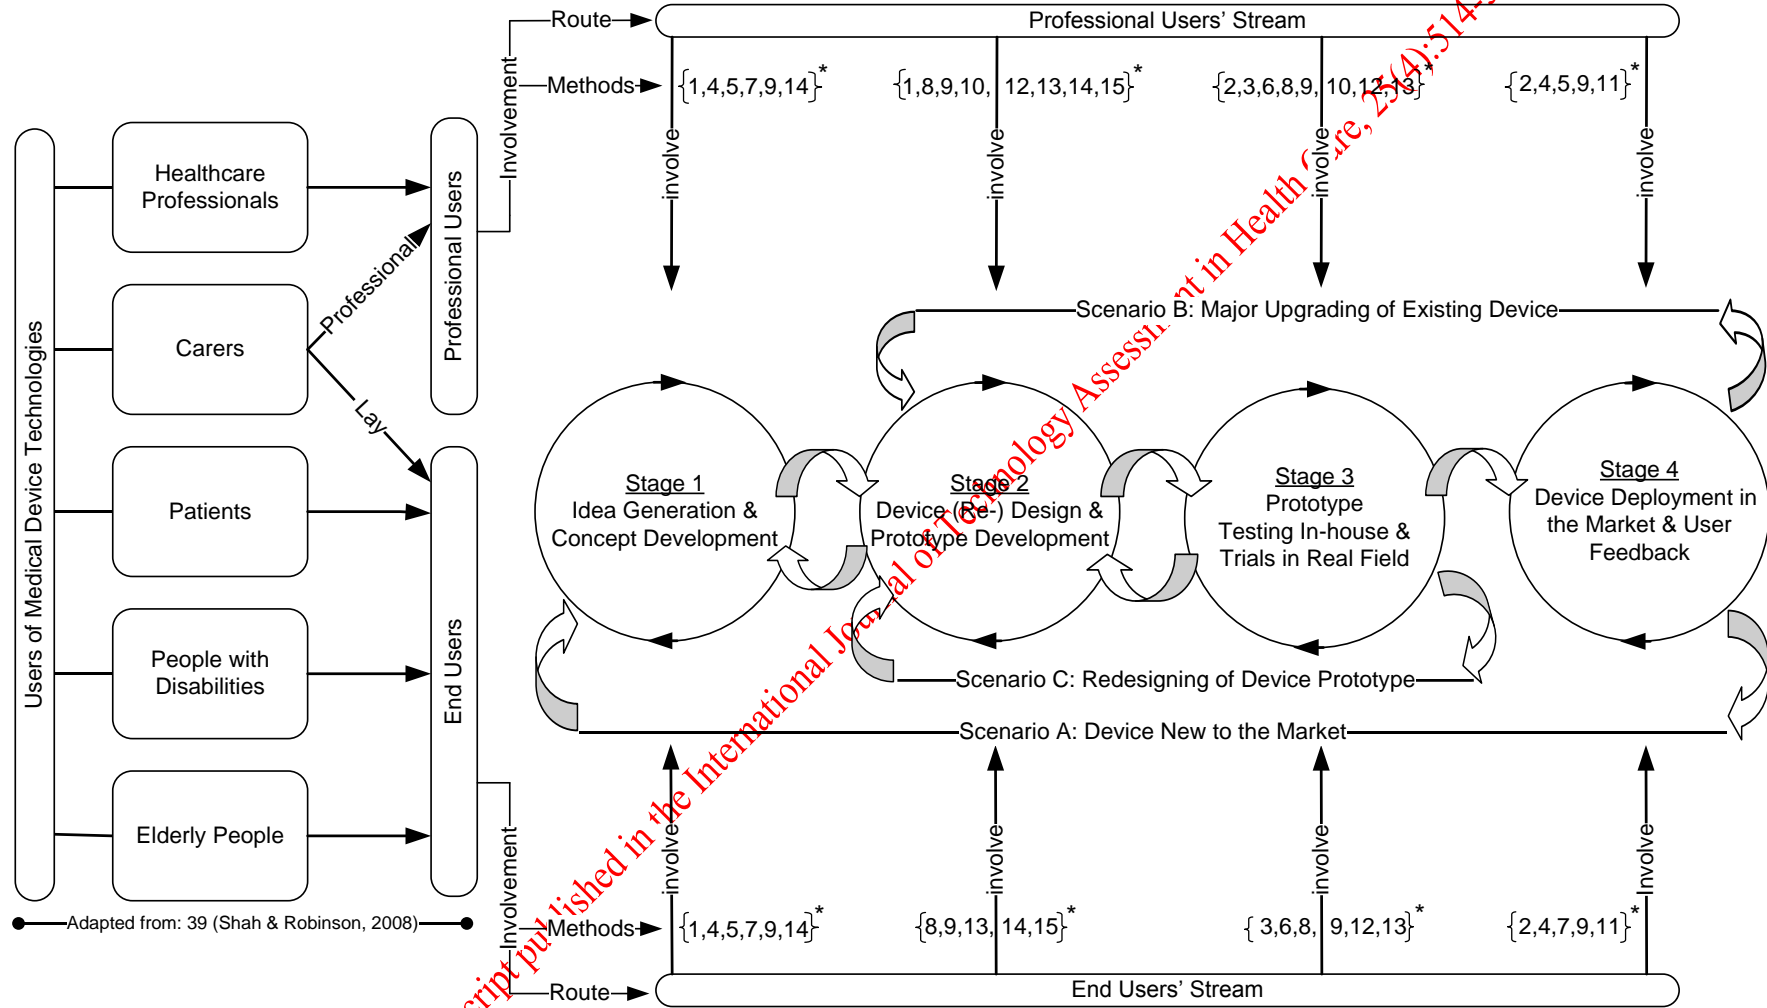 Route
Professional Users' Stream
Involvement
Methods
{1,4,5,7,9,14}*
{1,8,9,10, 12,13,14,15}*
{2,3,6,8,9, 10,12,13}*
{2,4,5,9,11}*
involve
involve
involve
involve
Users of Medical Device Technologies
Healthcare
Professionals
Carers
Patients
People with
Disabilities
Elderly People
Professional
Lay
Professional Users
End Users
Adapted from: 39 (Shah & Robinson, 2008)
Scenario B: Major Upgrading of Existing Device
Stage 1
Idea Generation &
Concept Development
Stage 2
Device (Re-) Design &
Prototype Development
Stage 3
Prototype
Testing In-house &
Trials in Real Field
Stage 4
Device Deployment in
the Market & User
Feedback
Scenario C: Redesigning of Device Prototype
Scenario A: Device New to the Market
involve
involve
involve
involve
Involvement
Methods
{1,4,5,7,9,14}*
{8,9,13, 14,15}*
{ 3,6,8, 9,12,13}*
{2,4,7,9,11}*
Route
End Users' Stream
published in the International Journal of Technology Assessment in Health Care, 25(4):514-